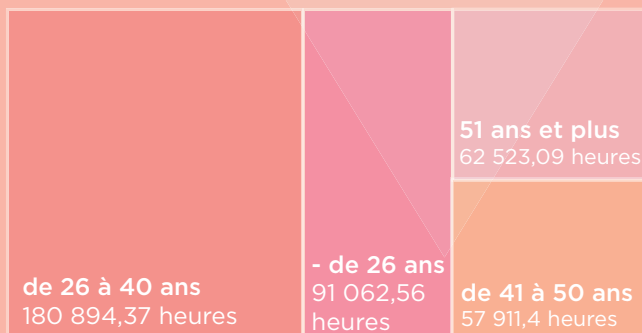 de 26 à 40 ans
180 894,37 heures
- de 26 ans
91 062,56
heures
51 ans et plus
62 523,09 heures
de 41 à 50 ans
57 911,4 heures